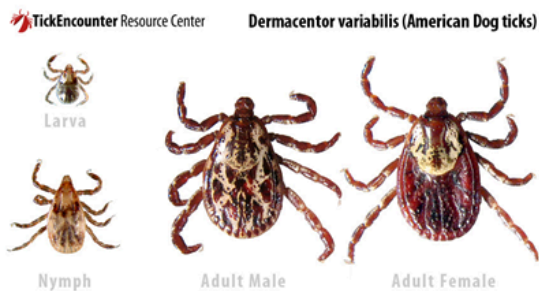 TickEncounter Resource Center
Dermacentor variabilis (American Dog ticks)
Larva
Nymph
Adult Male
Adult Female